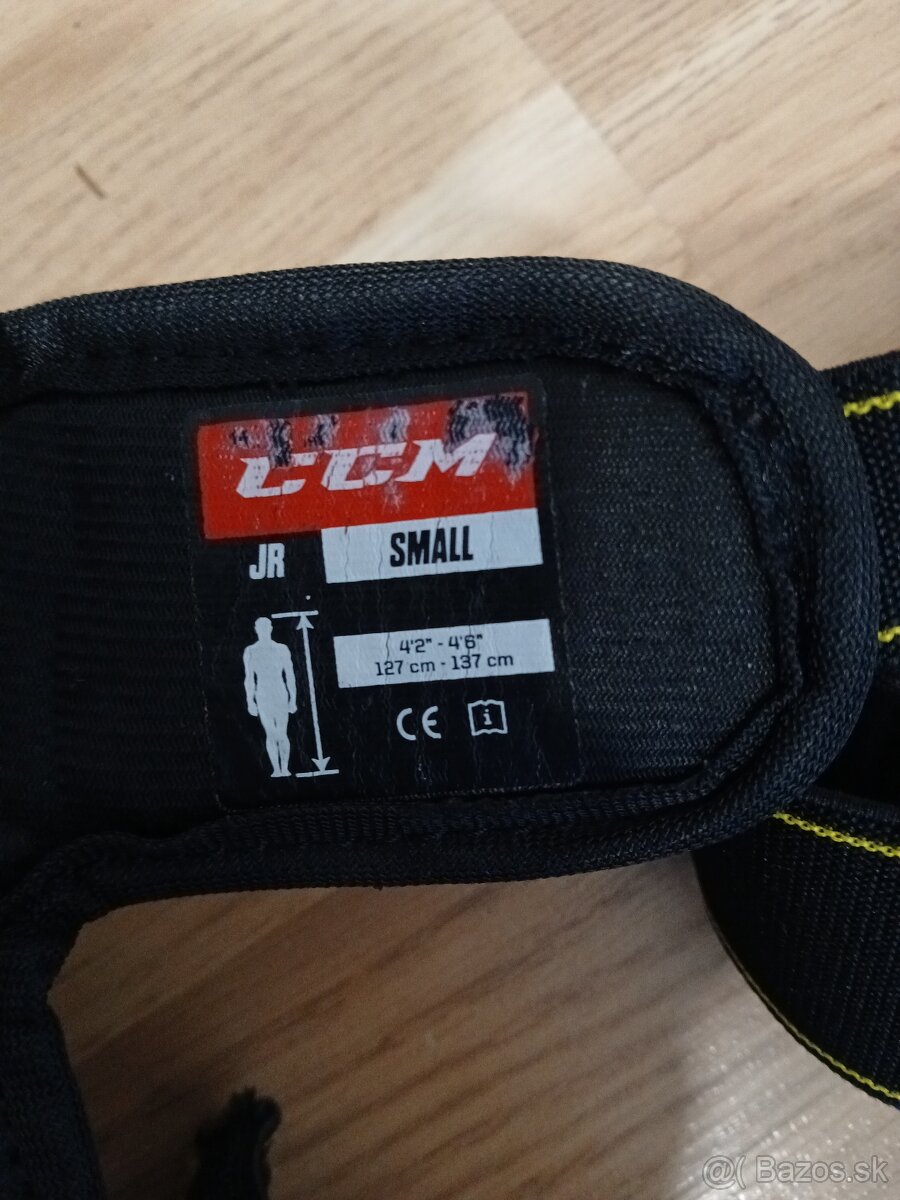 CCM
JR SMALL
4'2" - 4'6"
127 cm - 137 cm
CE i
@( Bazos.sk